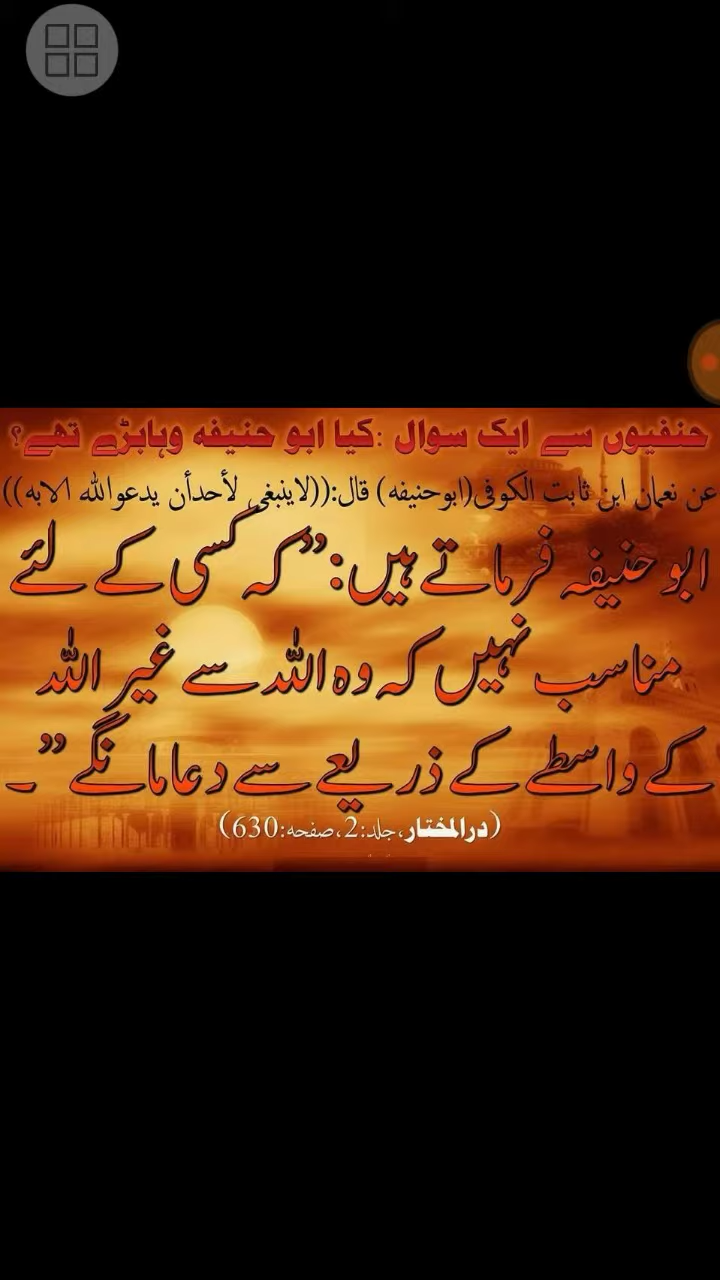 حنفیوں سے ایک سوال :کیا ابو حنیفہ وہابڑے تھے؟
عن نعمان ابن ثابت الکوفی(ابوحنیفہ) قال:((لاینبغی لأحدأن یدعواللہ الابه))
ابو حنیفہ فرماتے ہیں:”کہ کسی کے لئے
مناسب نہیں کہ وہ اللہ سے غیر اللہ
کے واسطے کے ذریعے سے دعا مانگے”۔
(درالمختار،جلد:2،صفحہ:630)